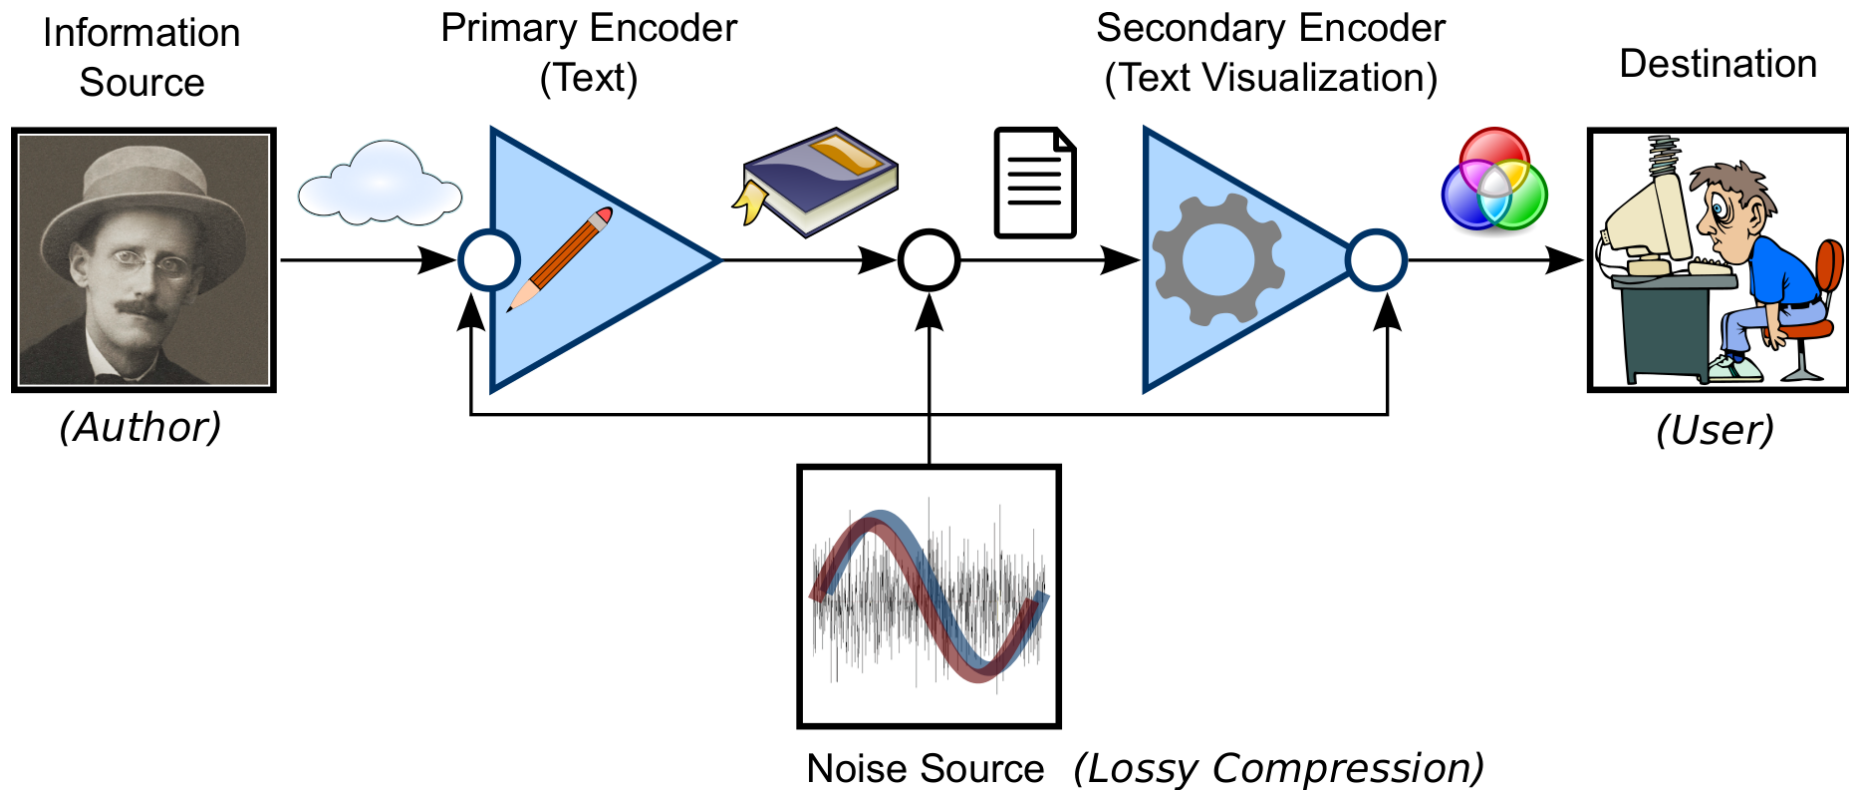 Information
Source
Primary Encoder
(Text)
Secondary Encoder
(Text Visualization)
Destination
(Author)
(User)
Noise Source (Lossy Compression)